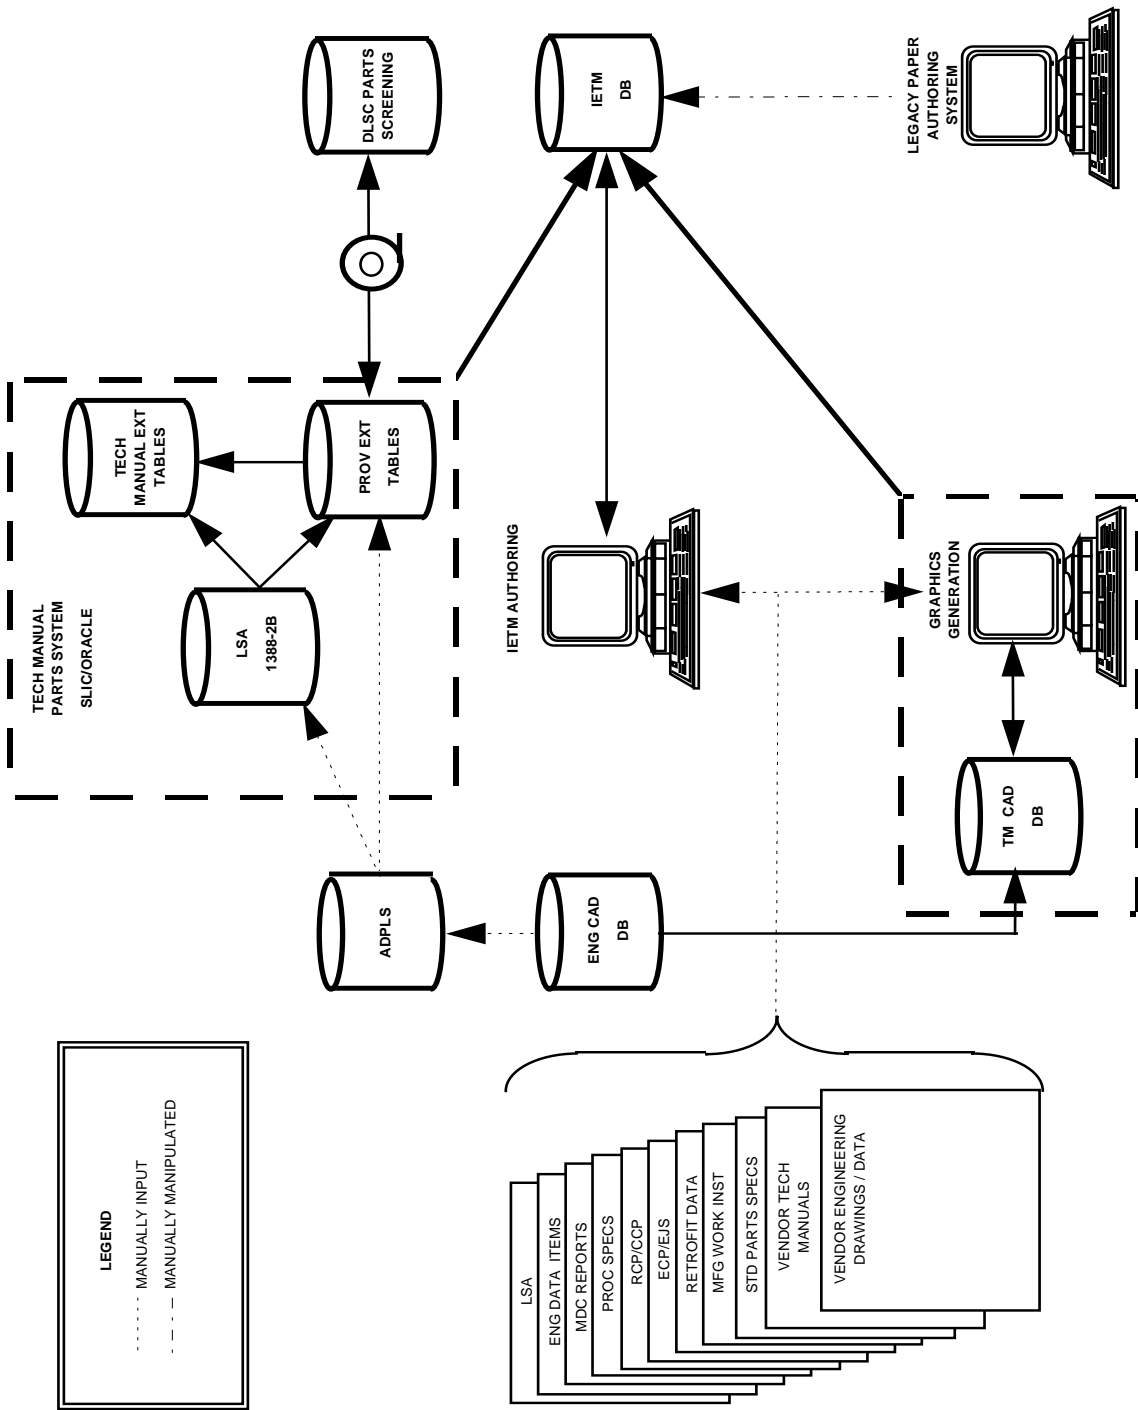 LEGEND
- - - - - MANUALLY INPUT
- — - — MANUALLY MANIPULATED
TECH MANUAL
PARTS SYSTEM
SLIC/ORACLE
TECH
MANUAL EXT
TABLES
LSA
1388-2B
PROV EXT
TABLES
DLSC PARTS
SCREENING
ADPLS
ENG CAD
DB
IETM AUTHORING
IETM
DB
LSA
ENG DATA ITEMS
MDC REPORTS
PROC SPECS
RCP/CCP
ECP/EJS
RETROFIT DATA
MFG WORK INST
STD PARTS SPECS
VENDOR TECH
MANUALS
VENDOR ENGINEERING
DRAWINGS / DATA
TM CAD
DB
GRAPHICS
GENERATION
LEGACY PAPER
AUTHORING
SYSTEM